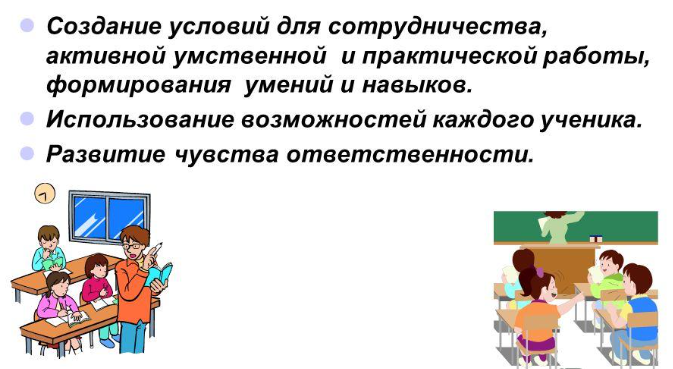 Создание условий для сотрудничества,
активной умственной и практической работы,
формирования умений и навыков.
Использование возможностей каждого ученика.
Развитие чувства ответственности.